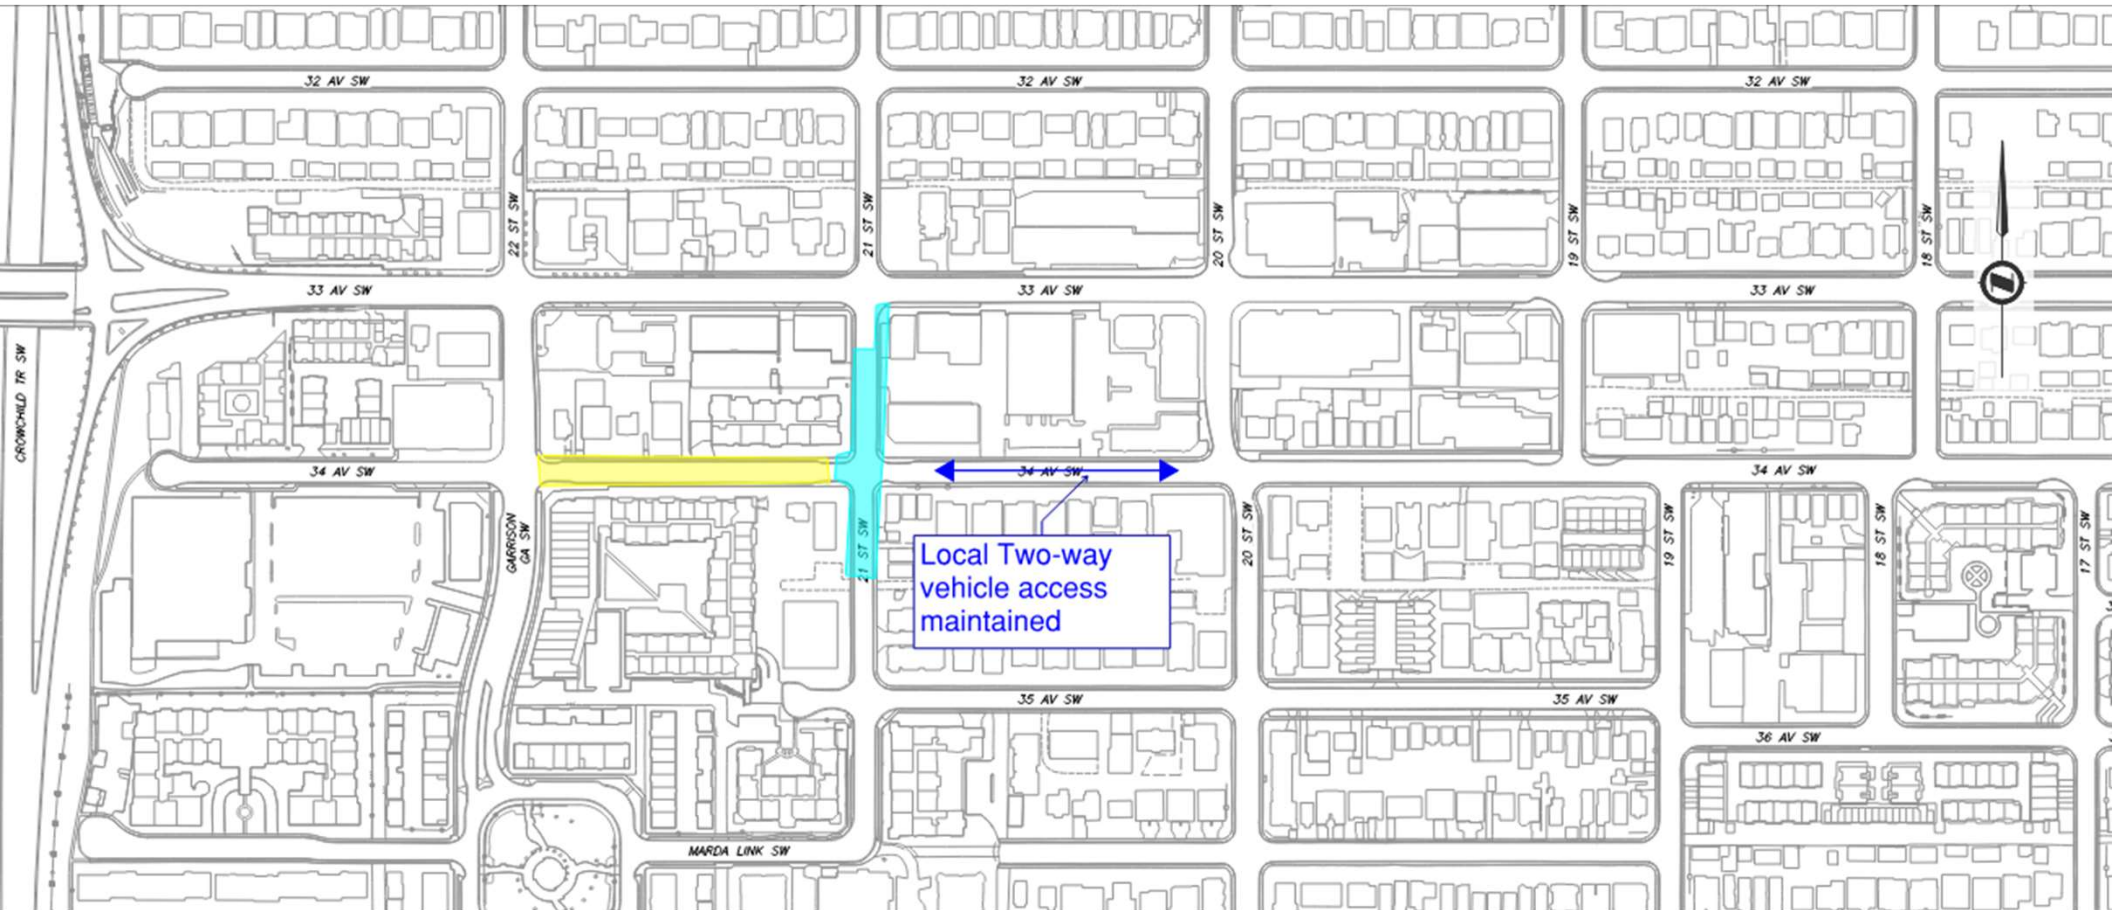 32 AV SW
32 AV SW
32 AV SW
22 ST SW
21 ST SW
20 ST SW
19 ST SW
18 ST SW
33 AV SW
33 AV SW
33 AV SW
CROWCHILD TR SW
34 AV SW
34 AV SW
34 AV SW
GARRISON
GA SW
21 ST SW
20 ST SW
19 ST SW
18 ST SW
17 ST SW
Local Two-way
vehicle access
maintained
35 AV SW
35 AV SW
36 AV SW
MARDA LINK SW